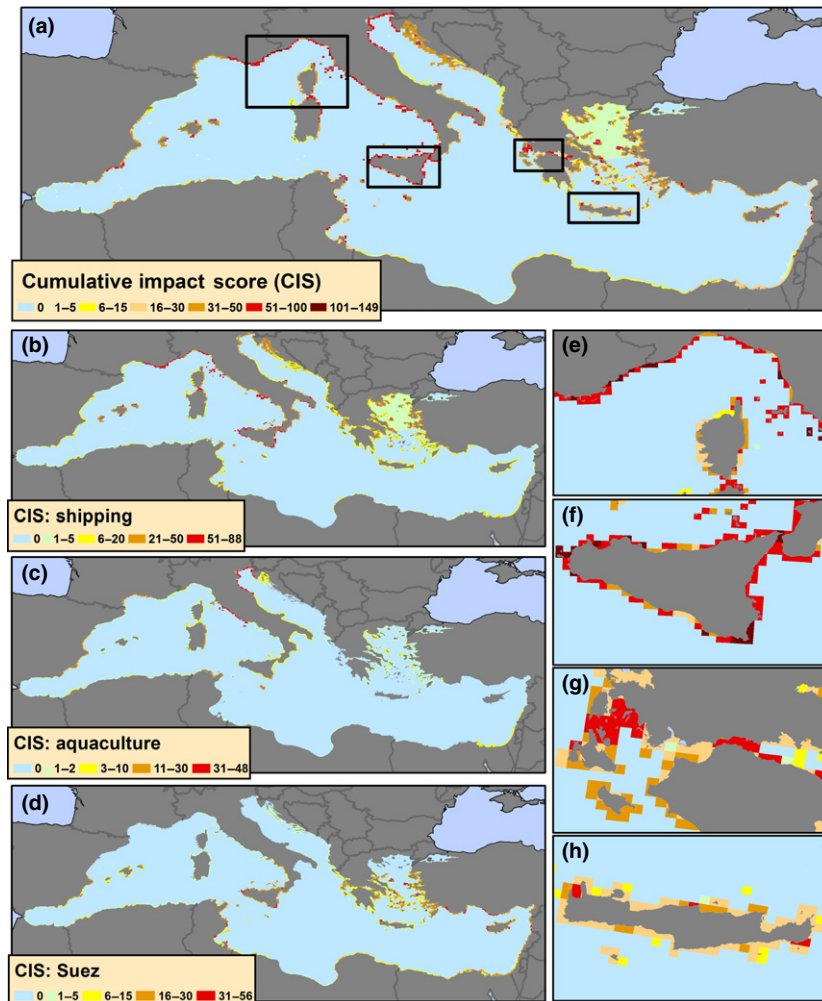 (a)
Cumulative impact score (CIS)
0 1–5 6–15 16–30 31–50 51–100 101–149
(b)
CIS: shipping
0 1–5 6–20 21–50 51–88
(c)
CIS: aquaculture
0 1–2 3–10 11–30 31–48
(d)
CIS: Suez
0 1–5 6–15 16–30 31–56
(e)
(f)
(g)
(h)